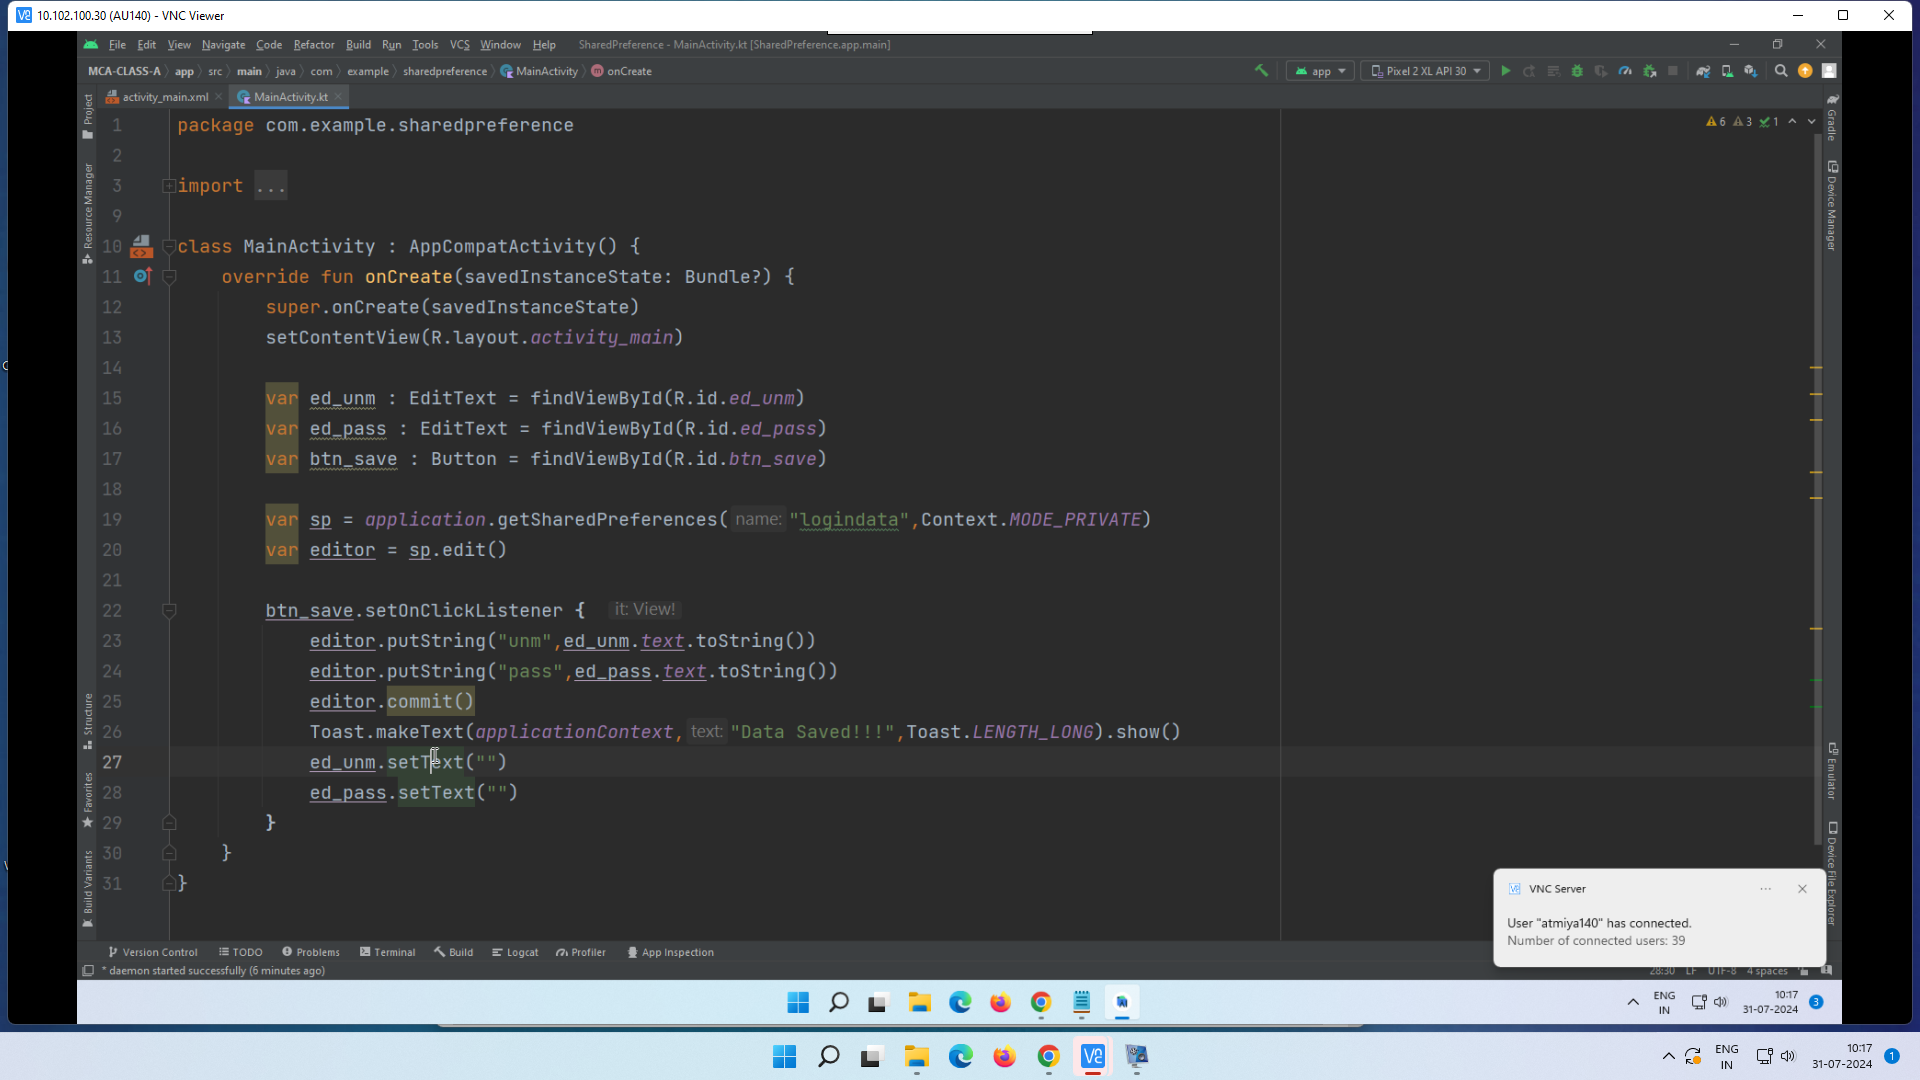 10.102.100.30 (AU140) - VNC Viewer
File Edit View Navigate Code Refactor Build Run Tools VCS Window Help SharedPreference - MainActivity.kt [SharedPreference.app.main]
MCA-CLASS-A app src main java com example sharedpreference MainActivity onCreate
app Pixel 2 XL API 30
activity_main.xml MainActivity.kt
Project
Resource Manager
Structure
Favorites
Build Variants
1 package com.example.sharedpreference
2
3 import ...
9
10 class MainActivity : AppCompatActivity() {
11 override fun onCreate(savedInstanceState: Bundle?) {
12 super.onCreate(savedInstanceState)
13 setContentView(R.layout.activity_main)
14
15 var ed_unm : EditText = findViewById(R.id.ed_unm)
16 var ed_pass : EditText = findViewById(R.id.ed_pass)
17 var btn_save : Button = findViewById(R.id.btn_save)
18
19 var sp = application.getSharedPreferences( name: "logindata",Context.MODE_PRIVATE)
20 var editor = sp.edit()
21
22 btn_save.setOnClickListener { it: View!
23 editor.putString("unm",ed_unm.text.toString())
24 editor.putString("pass",ed_pass.text.toString())
25 editor.commit()
26 Toast.makeText(applicationContext, text: "Data Saved!!!",Toast.LENGTH_LONG).show()
27 ed_unm.setText("")
28 ed_pass.setText("")
29 }
30 }
31 }
6 3 1
Gradle
Device Manager
Emulator
Device File Explorer
VNC Server
User "atmiya140" has connected.
Number of connected users: 39
Version Control TODO Problems Terminal Build Logcat Profiler App Inspection
* daemon started successfully (6 minutes ago)
28:30 LF UTF-8 4 spaces
ENG
IN
10:17
31-07-2024
3
ENG
IN
10:17
31-07-2024
1